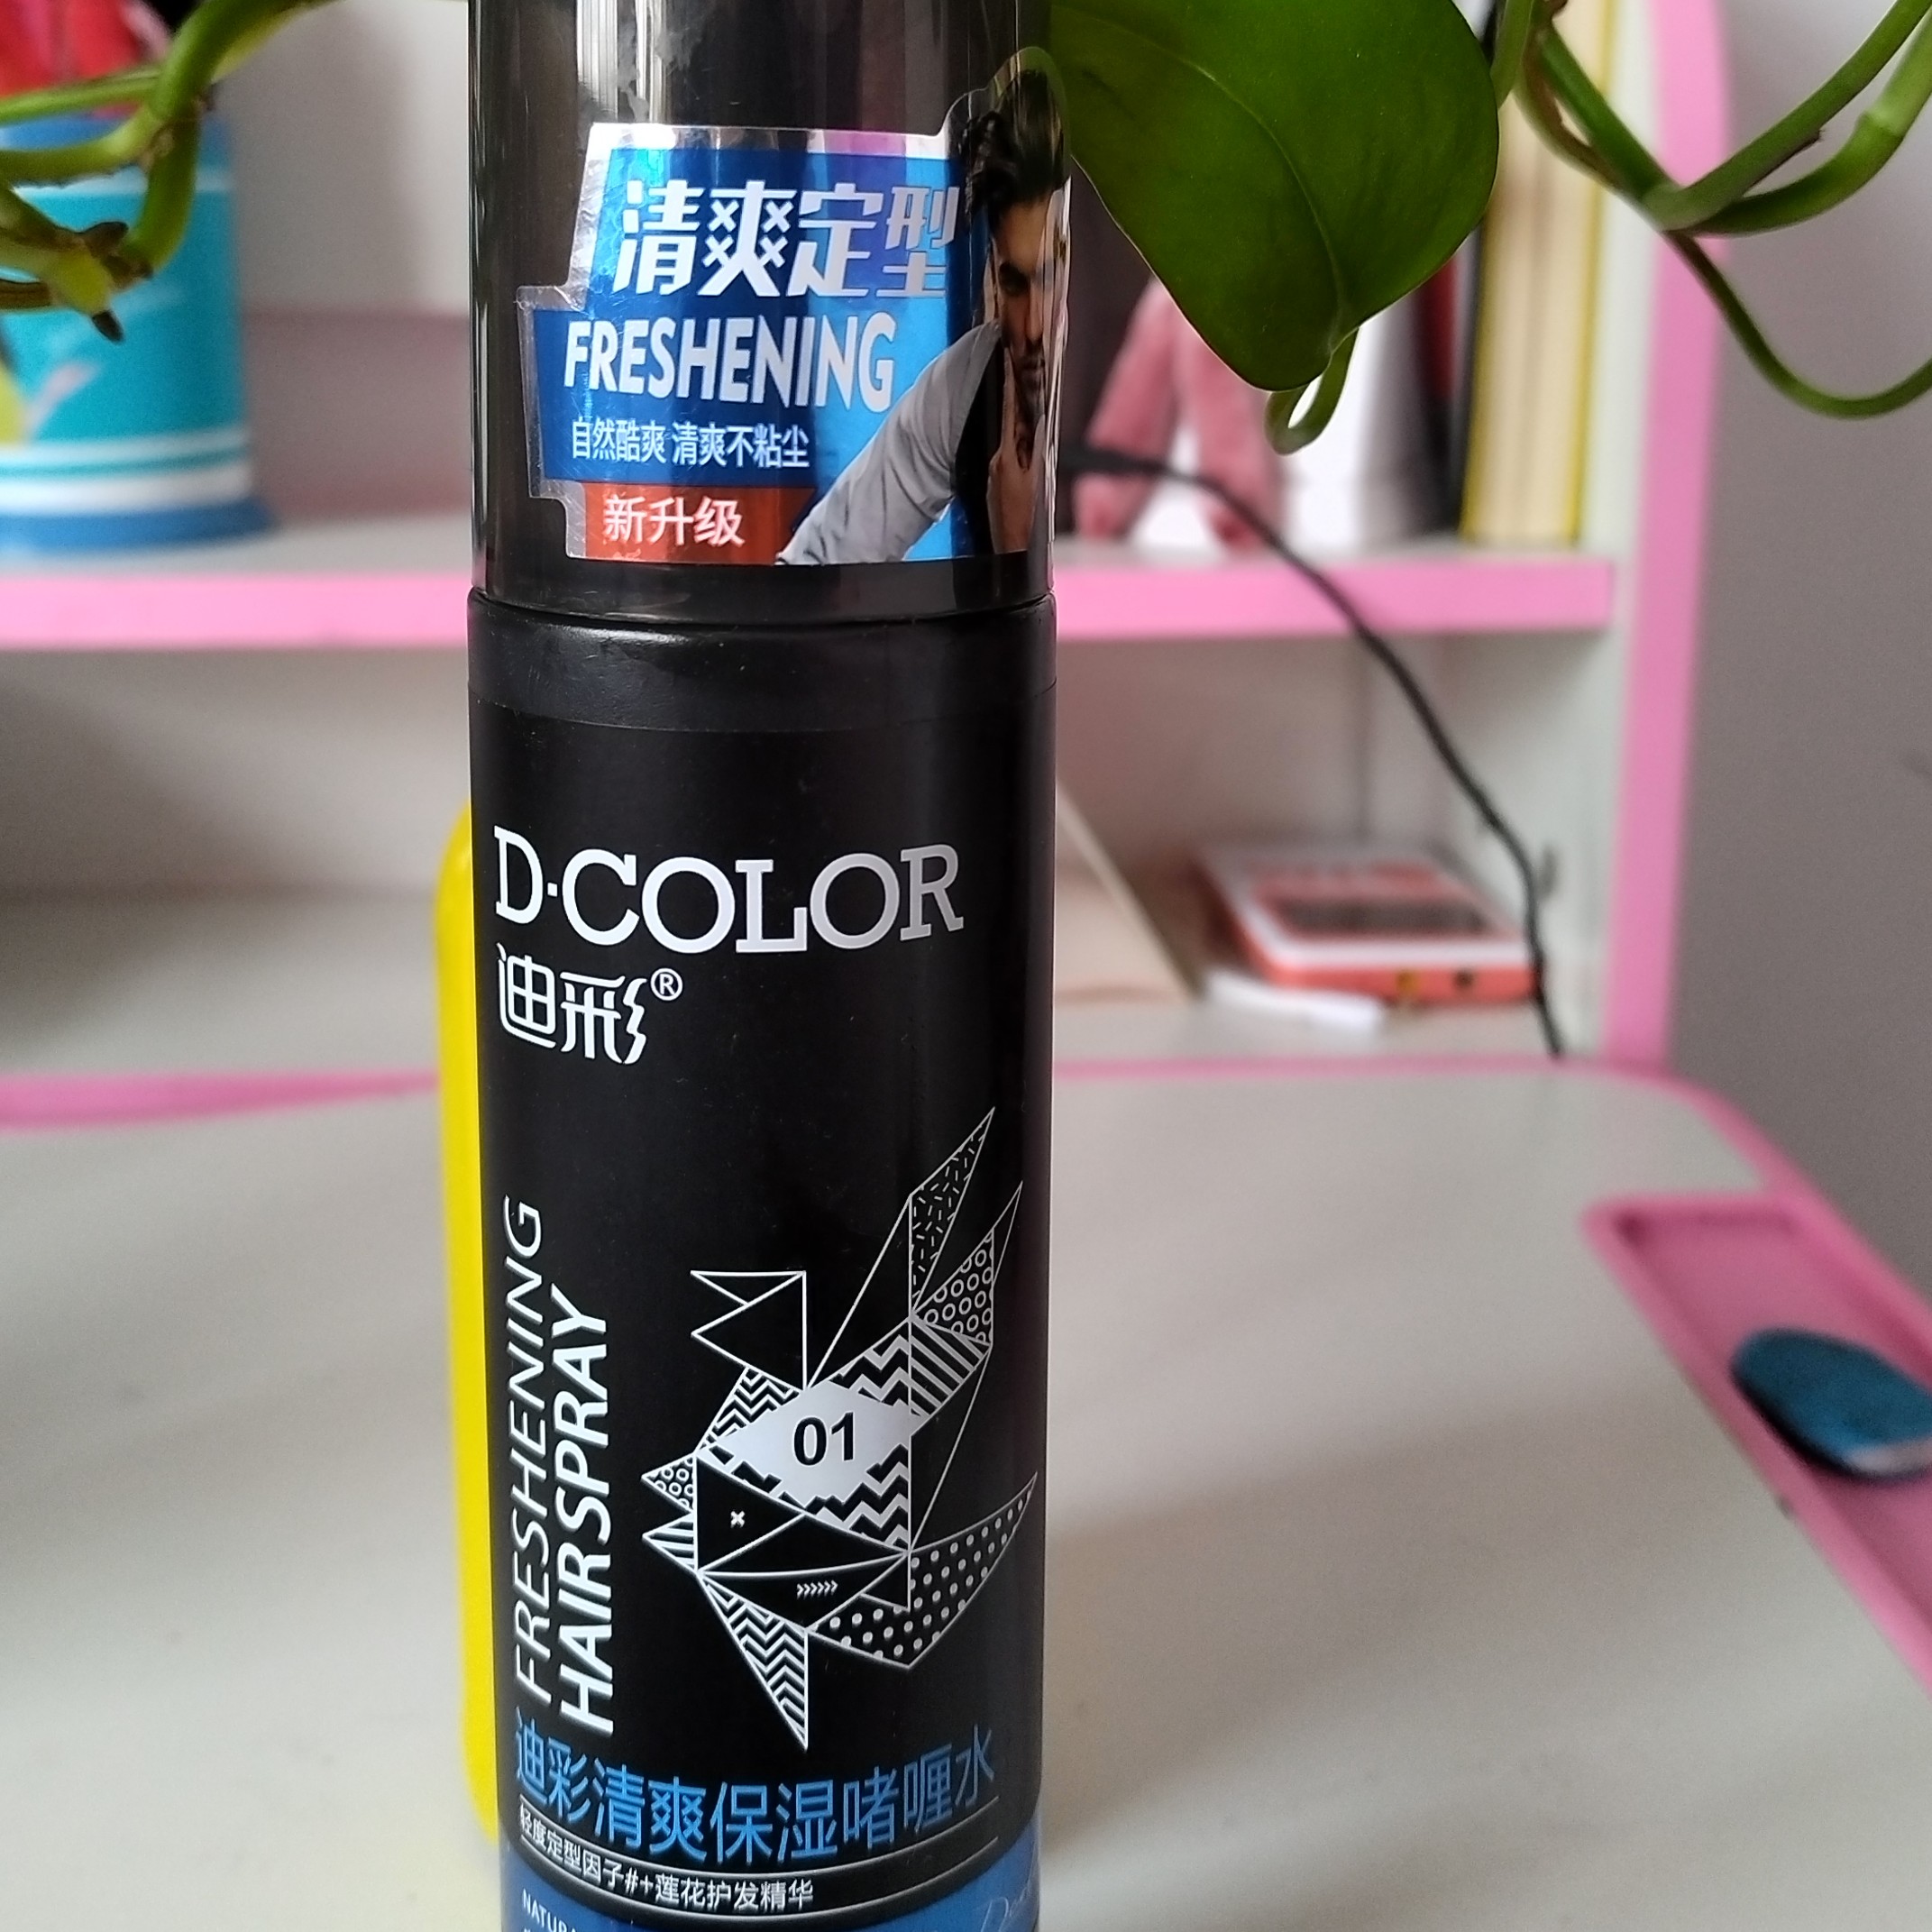 清爽定型
FRESHENING
自然酷爽 清爽不粘尘
新升级
D·COLOR
迪彩®
FRESHENING
HAIRSPRAY
01
迪彩清爽保湿啫喱水
轻度定型因子#+莲花护发精华